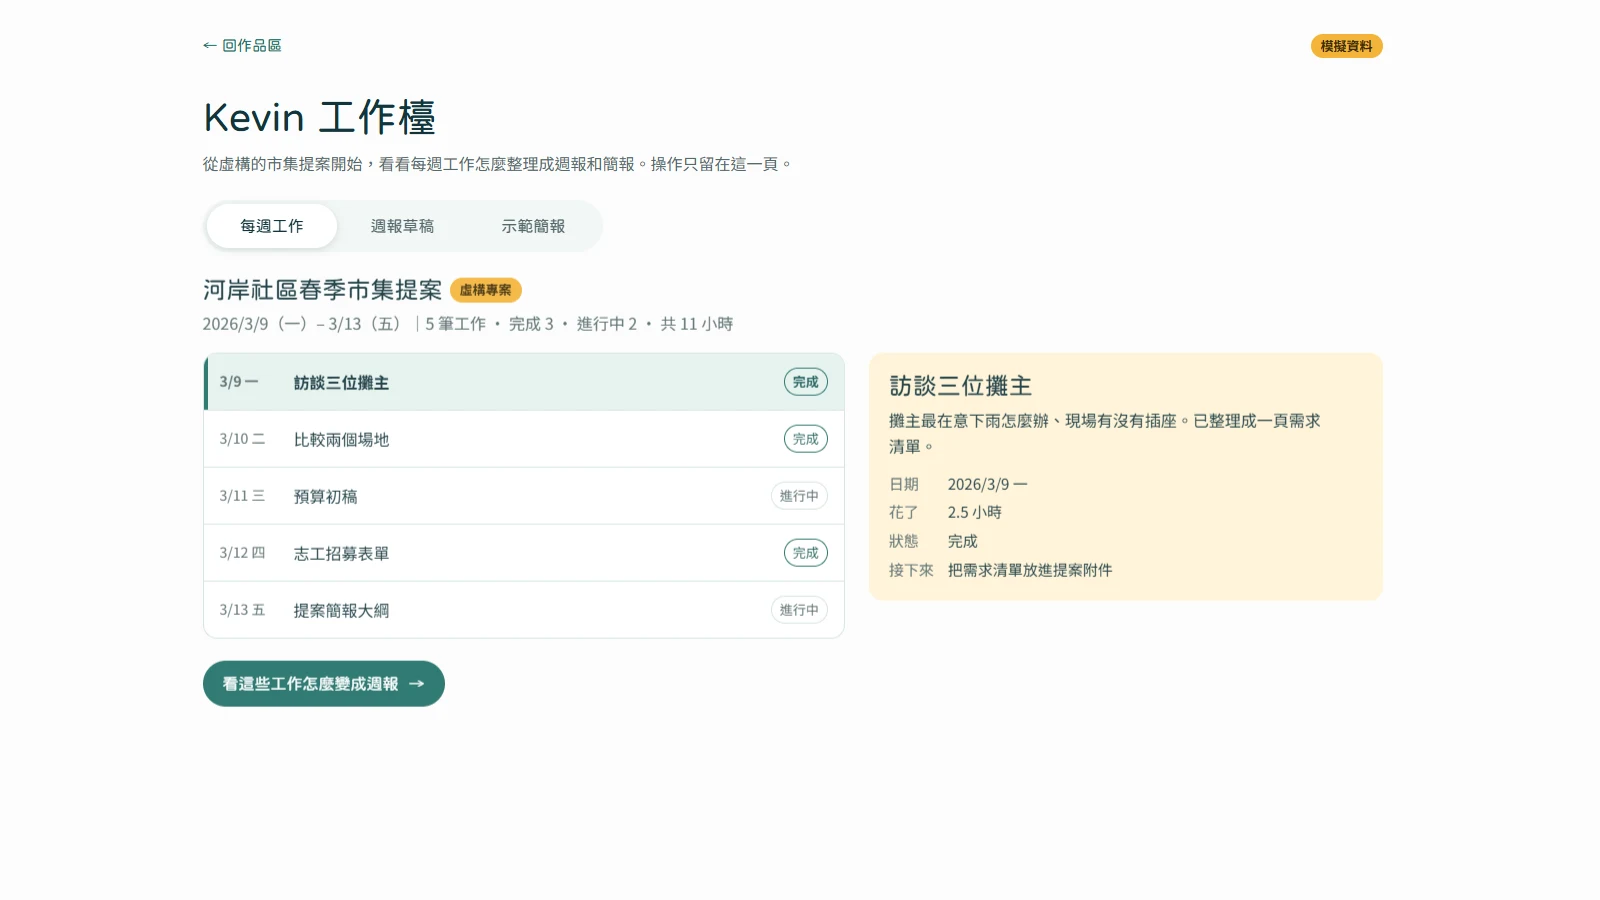 ← 回作品區
模擬資料
Kevin 工作檯
從虛構的市集提案開始，看看每週工作怎麼整理成週報和簡報。操作只留在這一頁。
每週工作
週報草稿
示範簡報
河岸社區春季市集提案 虛構專案
2026/3/9（一）– 3/13（五）｜5 筆工作 · 完成 3 · 進行中 2 · 共 11 小時
3/9 一 訪談三位攤主 完成
3/10 二 比較兩個場地 完成
3/11 三 預算初稿 進行中
3/12 四 志工招募表單 完成
3/13 五 提案簡報大綱 進行中
訪談三位攤主
攤主最在意下雨怎麼辦、現場有沒有插座。已整理成一頁需求
清單。
日期 2026/3/9 一
花了 2.5 小時
狀態 完成
接下來 把需求清單放進提案附件
看這些工作怎麼變成週報 →